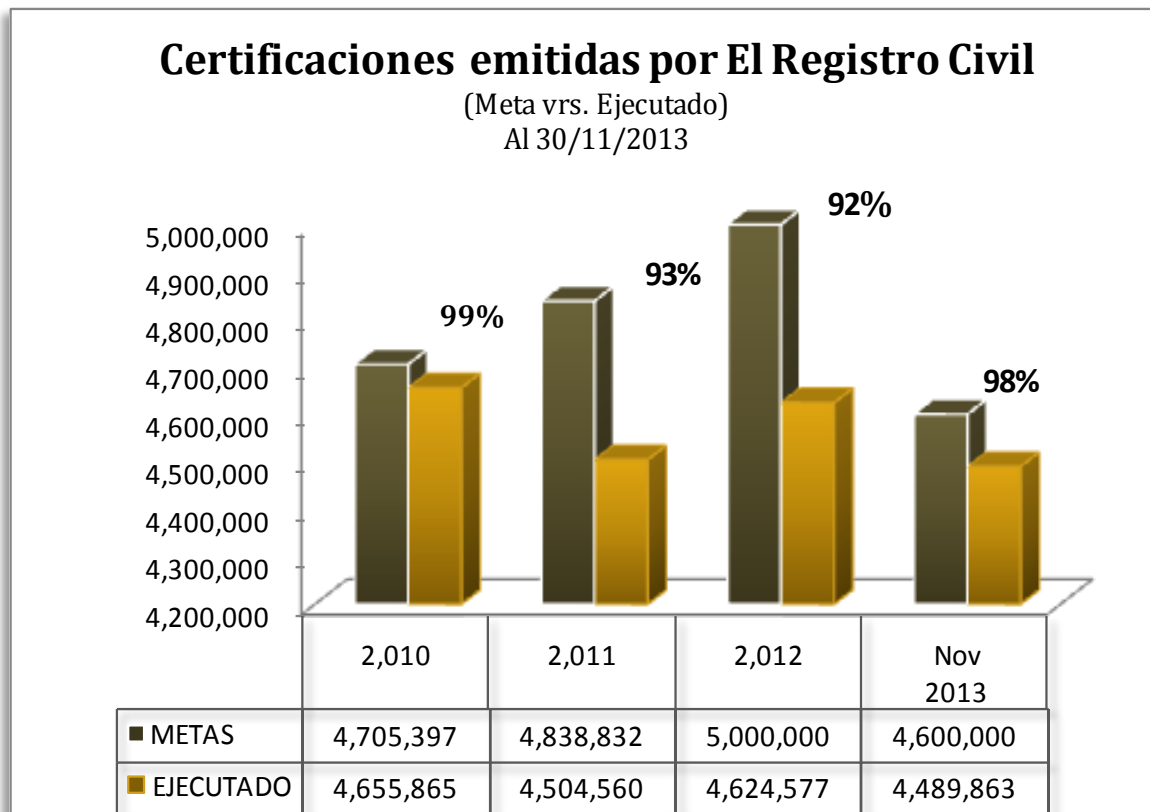 Certificaciones emitidas por El Registro Civil
(Meta vrs. Ejecutado)
Al 30/11/2013
92%
5,000,000
93%
4,900,000
99%
4,800,000
4,700,000
98%
4,600,000
4,500,000
4,400,000
4,300,000
4,200,000
2,010 2,011 2,012 Nov
2013
METAS 4,705,397 4,838,832 5,000,000 4,600,000
EJECUTADO 4,655,865 4,504,560 4,624,577 4,489,863